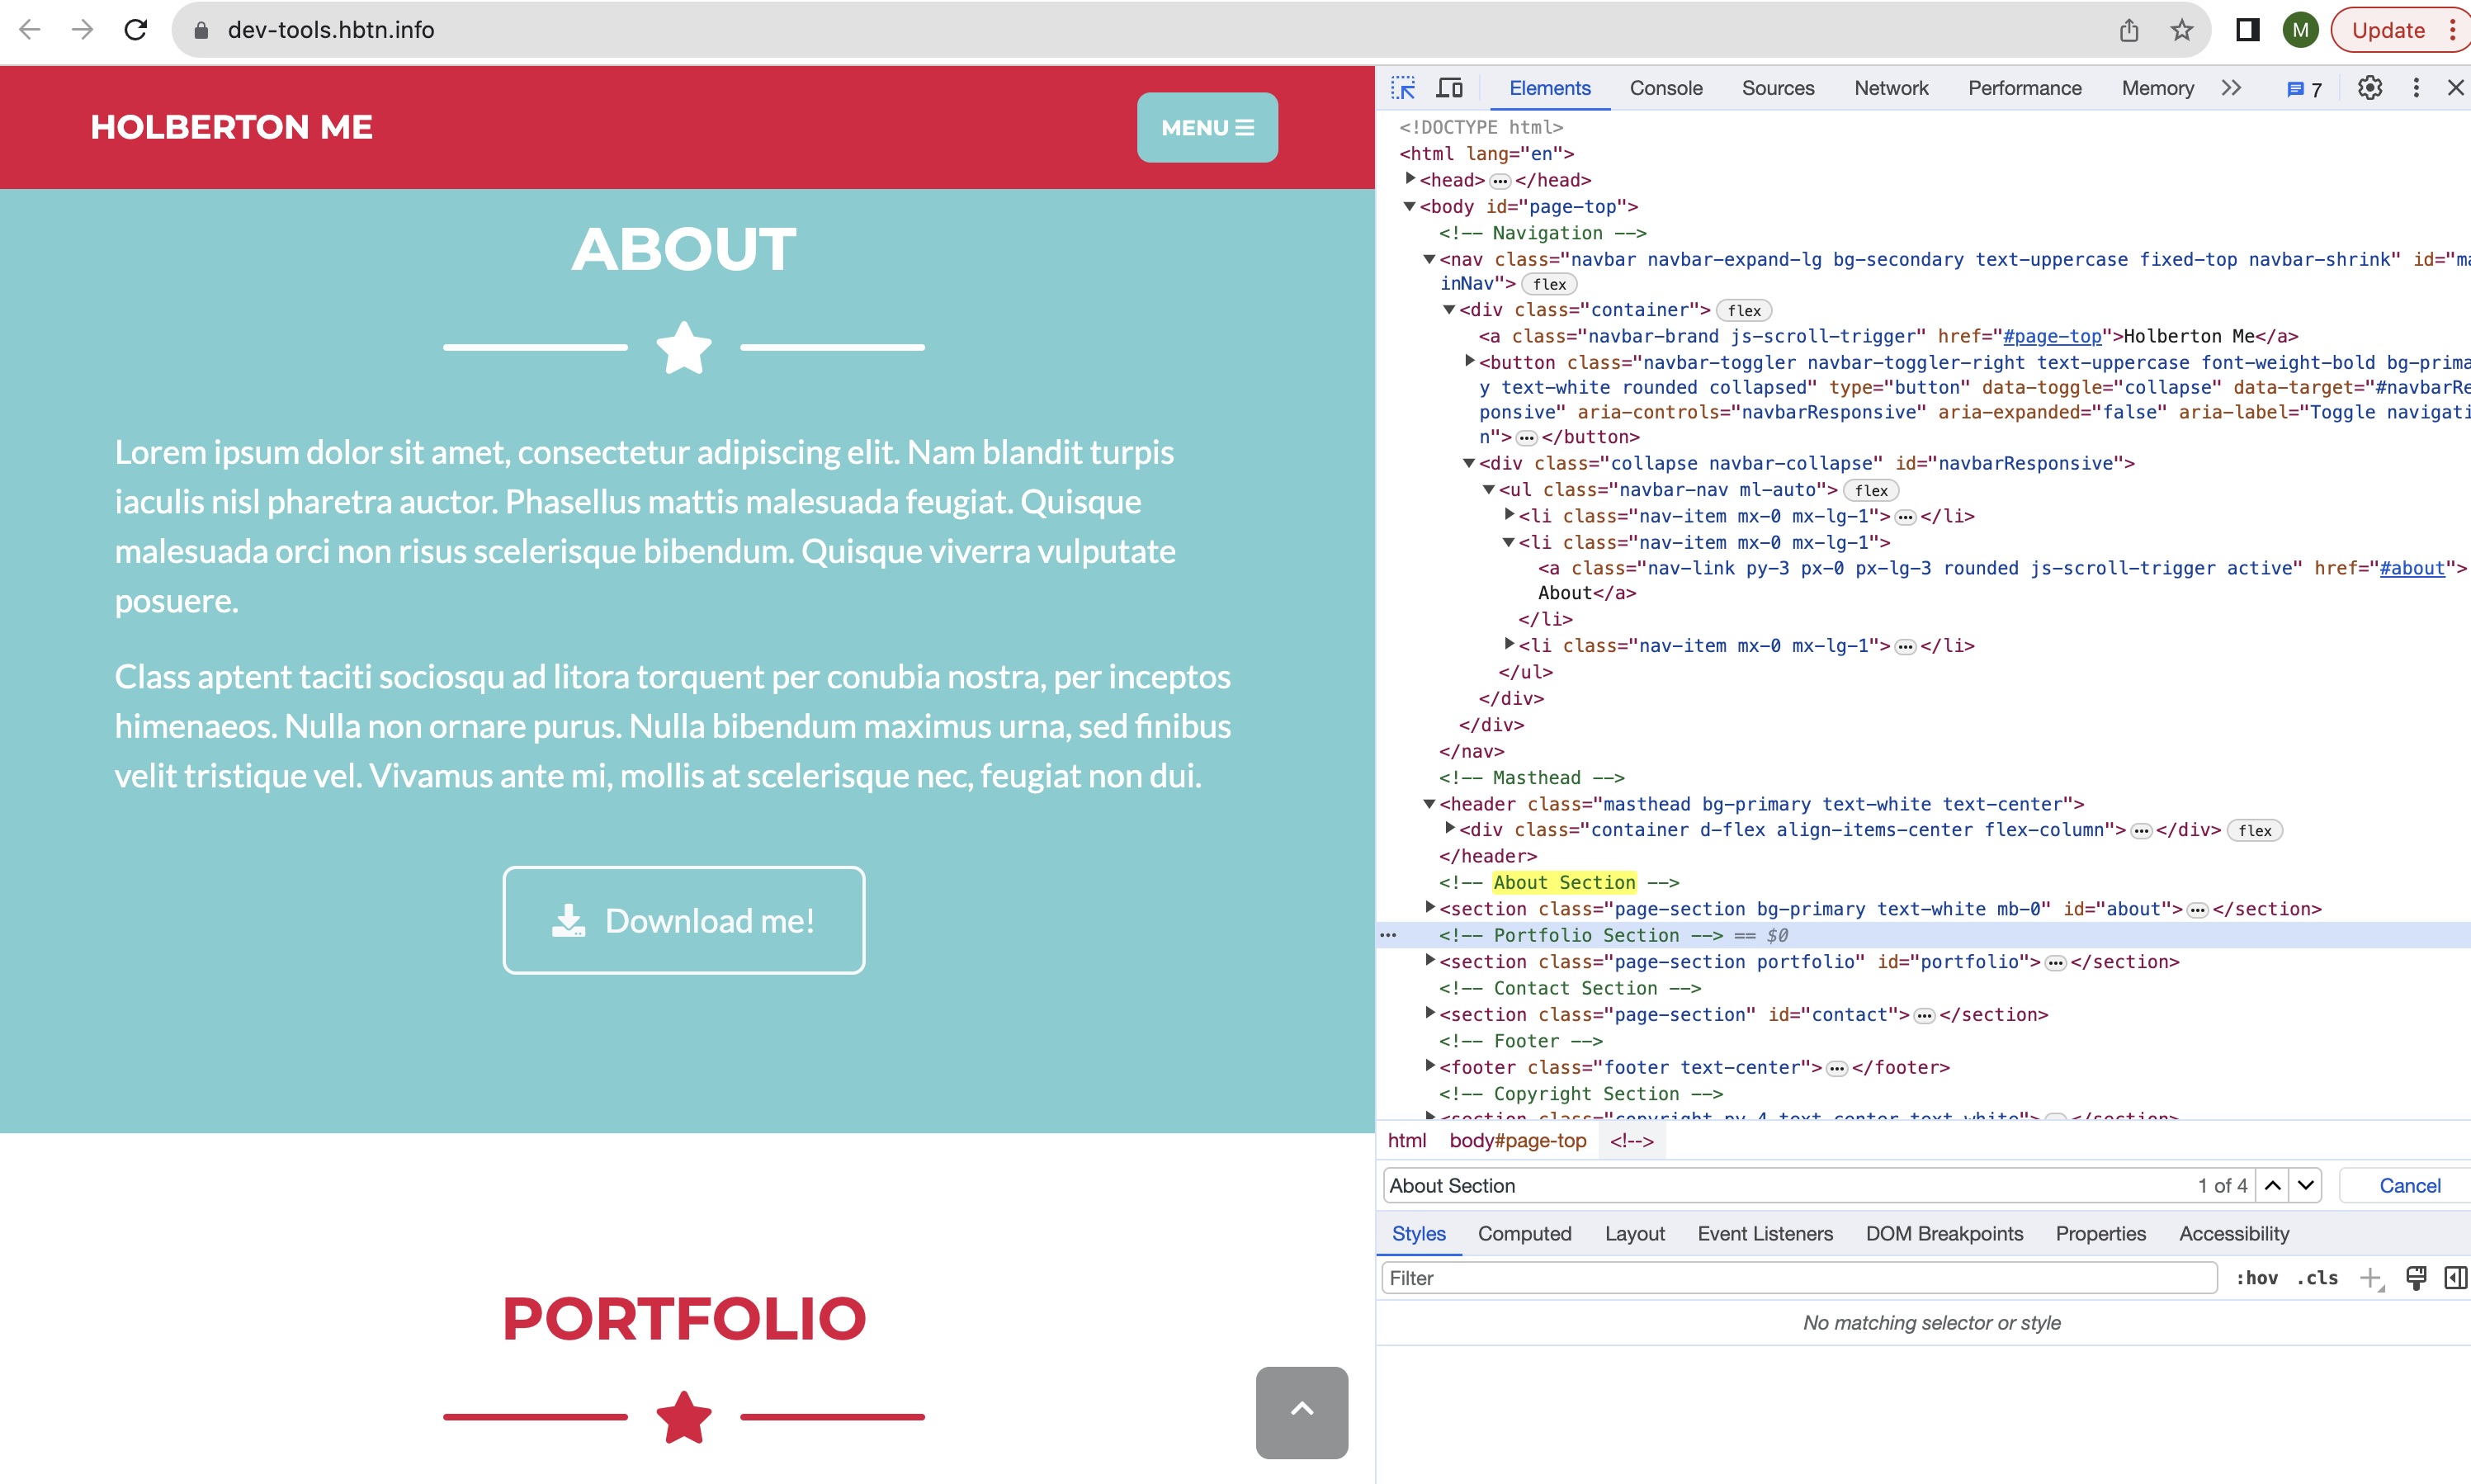 dev-tools.hbtn.info
M
Update
HOLBERTON ME
MENU
ABOUT
Lorem ipsum dolor sit amet, consectetur adipiscing elit. Nam blandit turpis
iaculis nisl pharetra auctor. Phasellus mattis malesuada feugiat. Quisque
malesuada orci non risus scelerisque bibendum. Quisque viverra vulputate
posuere.
Class aptent taciti sociosqu ad litora torquent per conubia nostra, per inceptos
himenaeos. Nulla non ornare purus. Nulla bibendum maximus urna, sed finibus
velit tristique vel. Vivamus ante mi, mollis at scelerisque nec, feugiat non dui.
Download me!
PORTFOLIO
Elements Console Sources Network Performance Memory 7
<!DOCTYPE html>
<html lang="en">
<head> ... </head>
<body id="page-top">
<!-- Navigation -->
<nav class="navbar navbar-expand-lg bg-secondary text-uppercase fixed-top navbar-shrink" id="ma
inNav"> flex
<div class="container"> flex
<a class="navbar-brand js-scroll-trigger" href="#page-top">Holberton Me</a>
<button class="navbar-toggler navbar-toggler-right text-uppercase font-weight-bold bg-prima
y text-white rounded collapsed" type="button" data-toggle="collapse" data-target="#navbarRe
ponsive" aria-controls="navbarResponsive" aria-expanded="false" aria-label="Toggle navigati
n"> ... </button>
<div class="collapse navbar-collapse" id="navbarResponsive">
<ul class="navbar-nav ml-auto"> flex
<li class="nav-item mx-0 mx-lg-1"> ... </li>
<li class="nav-item mx-0 mx-lg-1">
<a class="nav-link py-3 px-0 px-lg-3 rounded js-scroll-trigger active" href="#about">
About</a>
</li>
<li class="nav-item mx-0 mx-lg-1"> ... </li>
</ul>
</div>
</div>
</nav>
<!-- Masthead -->
<header class="masthead bg-primary text-white text-center">
<div class="container d-flex align-items-center flex-column"> ... </div> flex
</header>
<!-- About Section -->
<section class="page-section bg-primary text-white mb-0" id="about"> ... </section>
... <!-- Portfolio Section --> == $0
<section class="page-section portfolio" id="portfolio"> ... </section>
<!-- Contact Section -->
<section class="page-section" id="contact"> ... </section>
<!-- Footer -->
<footer class="footer text-center"> ... </footer>
<!-- Copyright Section -->
<section class="copyright py-4 text-center text-white"> ... </section>
html body#page-top <!-->
About Section 1 of 4 Cancel
Styles Computed Layout Event Listeners DOM Breakpoints Properties Accessibility
Filter :hov .cls
No matching selector or style